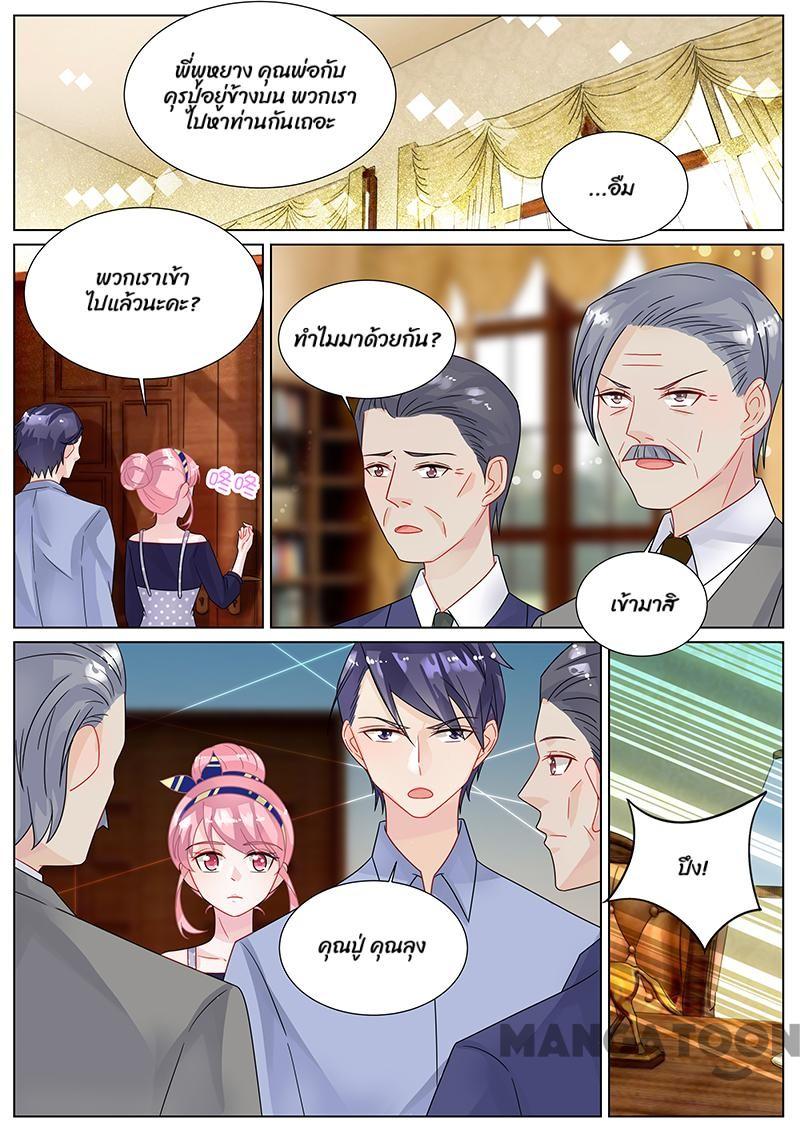 พี่พูหยาง คุณพ่อกับ
คุรปู่อยู่ข้างบน พวกเรา
ไปหาท่านกันเถอะ
...อืม
พวกเราเข้า
ไปแล้วนะคะ?
咚咚
ทำไมมาด้วยกัน?
เข้ามาสิ
คุณปู่ คุณลุง
ปึง!
MANGATOON